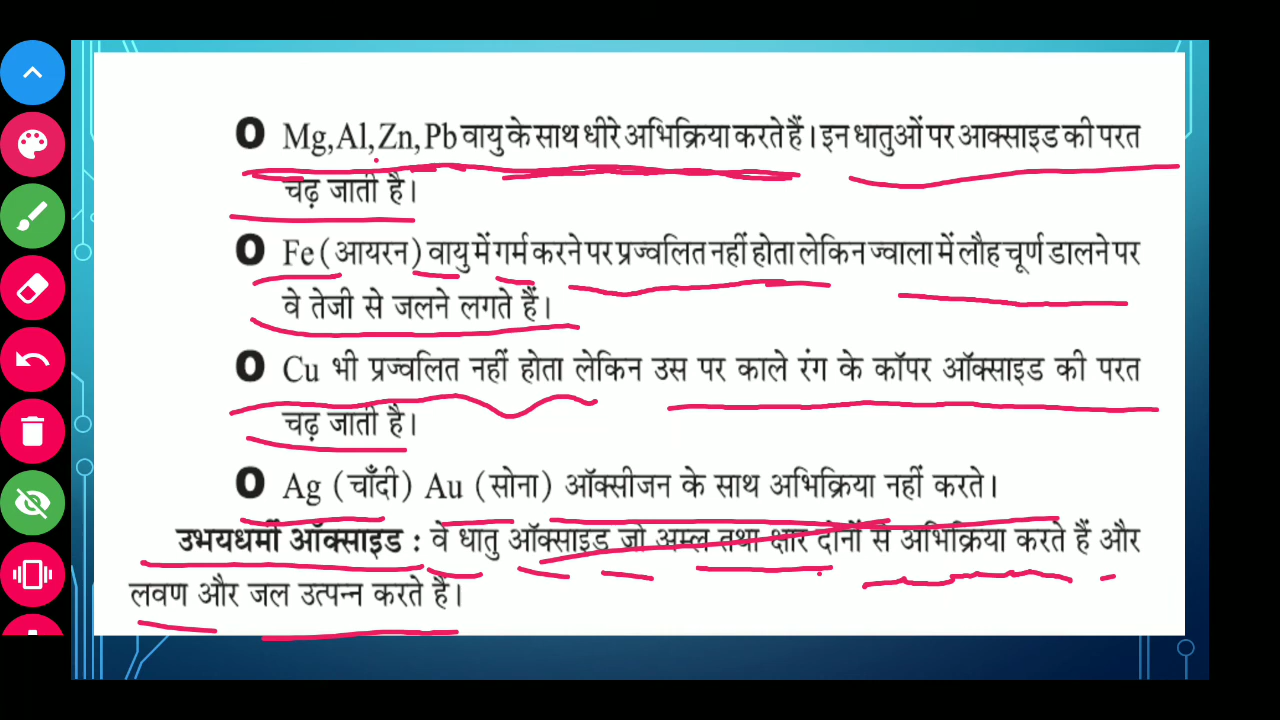 O Mg,Al,Zn,Pb वायु के साथ धीरे अभिक्रिया करते हैं। इन धातुओं पर आक्साइड की परत
चढ़ जाती है।
O Fe (आयरन) वायु में गर्म करने पर प्रज्वलित नहीं होता लेकिन ज्वाला में लौह चूर्ण डालने पर
वे तेजी से जलने लगते हैं।
O Cu भी प्रज्वलित नहीं होता लेकिन उस पर काले रंग के कॉपर ऑक्साइड की परत
चढ़ जाती है।
O Ag (चाँदी) Au (सोना) ऑक्सीजन के साथ अभिक्रिया नहीं करते।
उभयधर्मी ऑक्साइड : वे धातु ऑक्साइड जो अम्ल तथा क्षार दोनों से अभिक्रिया करते हैं और
लवण और जल उत्पन्न करते है।